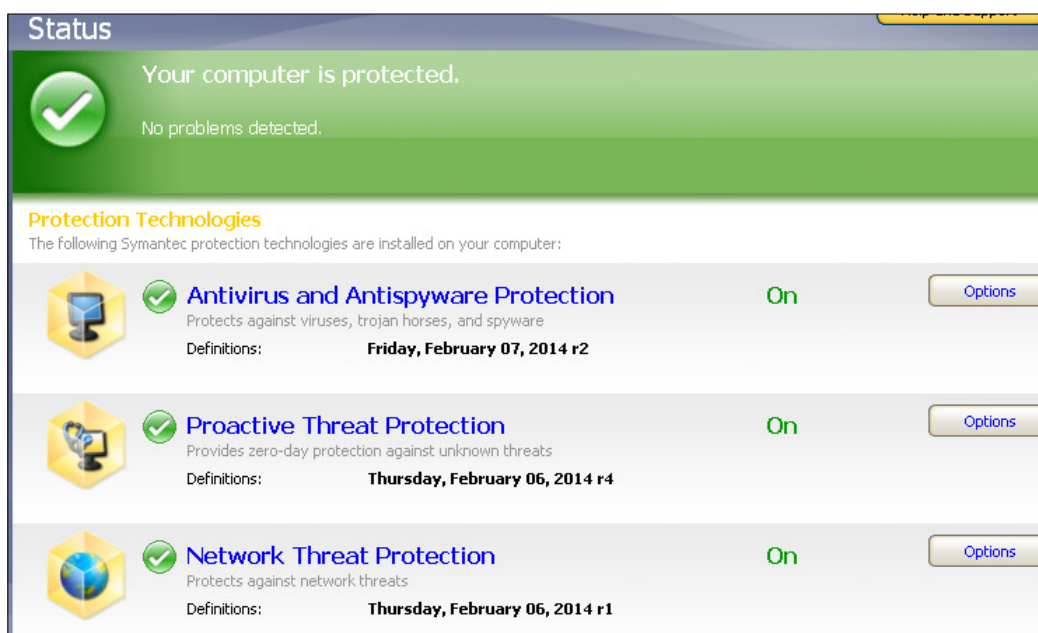 Help and Support
Status
Your computer is protected.
No problems detected.
Protection Technologies
The following Symantec protection technologies are installed on your computer:
Antivirus and Antispyware Protection On Options
Protects against viruses, trojan horses, and spyware
Definitions: Friday, February 07, 2014 r2
Proactive Threat Protection On Options
Provides zero-day protection against unknown threats
Definitions: Thursday, February 06, 2014 r4
Network Threat Protection On Options
Protects against network threats
Definitions: Thursday, February 06, 2014 r1